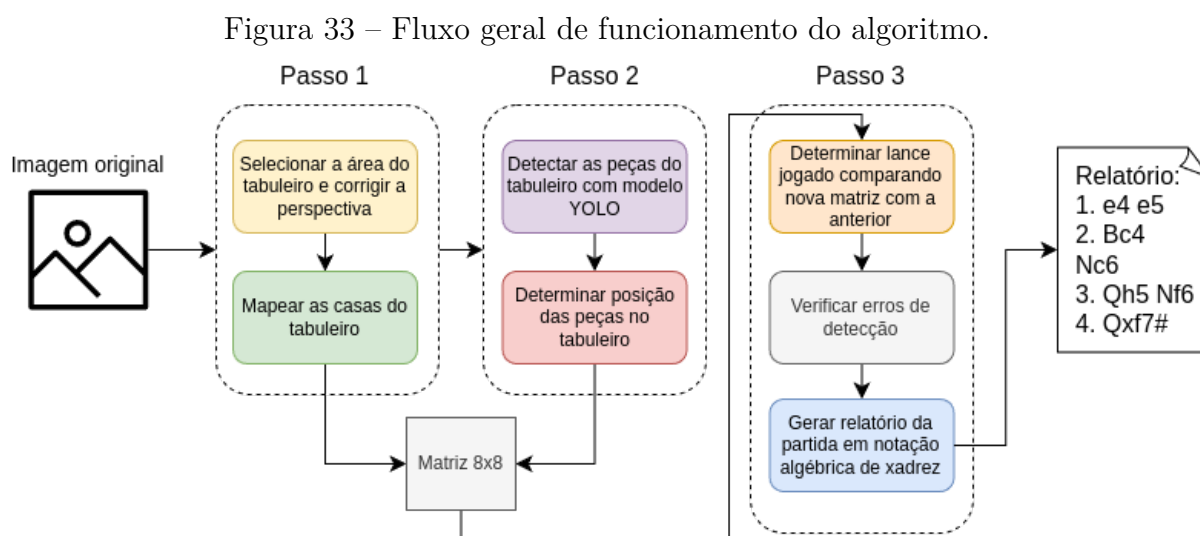 Figura 33 – Fluxo geral de funcionamento do algoritmo.
Passo 1
Passo 2
Passo 3
Imagem original
Selecionar a área do
tabuleiro e corrigir a
perspectiva
Mapear as casas do
tabuleiro
Detectar as peças do
tabuleiro com modelo
YOLO
Determinar posição
das peças no
tabuleiro
Matriz 8x8
Determinar lance
jogado comparando
nova matriz com a
anterior
Verificar erros de
detecção
Gerar relatório da
partida em notação
algébrica de xadrez
Relatório:
1. e4 e5
2. Bc4
Nc6
3. Qh5 Nf6
4. Qxf7#